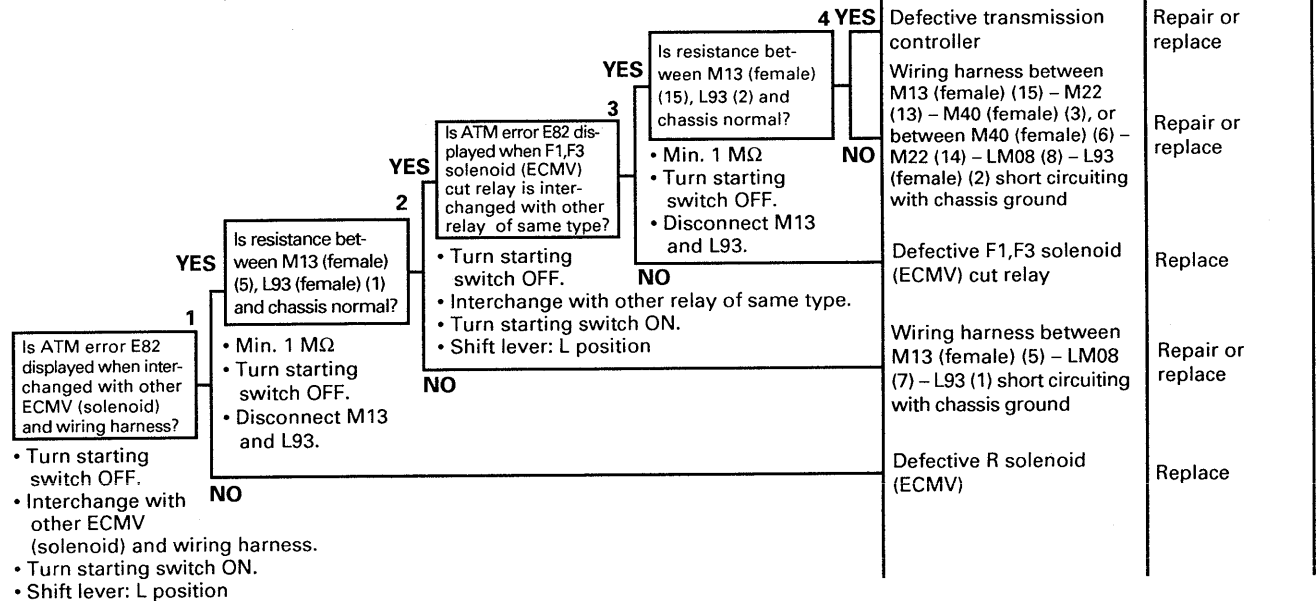 1
Is ATM error E82
displayed when inter-
changed with other
ECMV (solenoid)
and wiring harness?
• Turn starting
switch OFF.
• Interchange with
other ECMV
(solenoid) and wiring harness.
• Turn starting switch ON.
• Shift lever: L position
YES
NO
2
Is resistance bet-
ween M13 (female)
(5), L93 (female) (1)
and chassis normal?
• Min. 1 MΩ
• Turn starting
switch OFF.
• Disconnect M13
and L93.
YES
NO
3
Is ATM error E82 dis-
played when F1,F3
solenoid (ECMV)
cut relay is inter-
changed with other
relay of same type?
• Turn starting
switch OFF.
• Interchange with other relay of same type.
• Turn starting switch ON.
• Shift lever: L position
YES
NO
4
Is resistance bet-
ween M13 (female)
(15), L93 (2) and
chassis normal?
• Min. 1 MΩ
• Turn starting
switch OFF.
• Disconnect M13
and L93.
YES
NO
Defective transmission
controller
Repair or
replace
Wiring harness between
M13 (female) (15) – M22
(13) – M40 (female) (3), or
between M40 (female) (6) –
M22 (14) – LM08 (8) – L93
(female) (2) short circuiting
with chassis ground
Repair or
replace
Defective F1,F3 solenoid
(ECMV) cut relay
Replace
Wiring harness between
M13 (female) (5) – LM08
(7) – L93 (1) short circuiting
with chassis ground
Repair or
replace
Defective R solenoid
(ECMV)
Replace